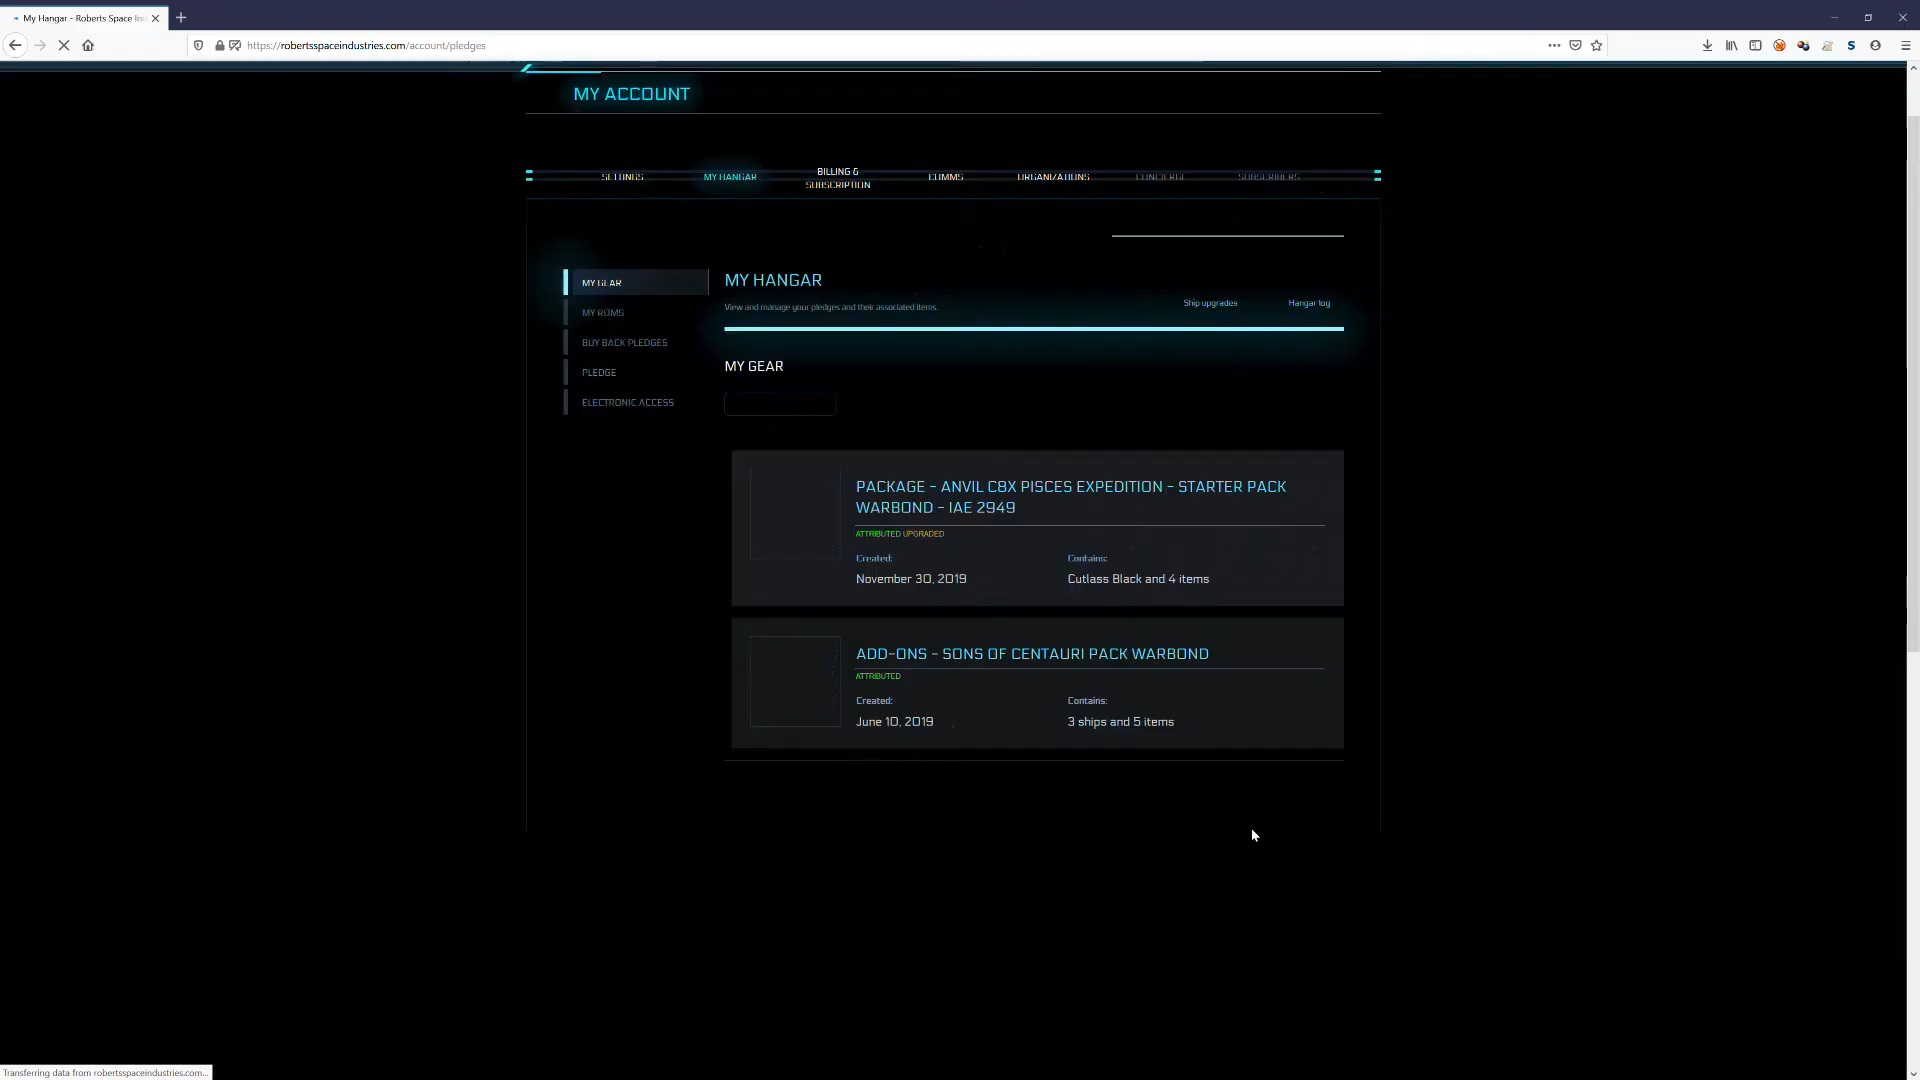 My Hangar - Roberts Space In
https://robertsspaceindustries.com/account/pledges
MY ACCOUNT
SETTINGS
MY HANGAR
BILLING &
SUBSCRIPTION
COMMS
ORGANIZATIONS
CONCIERGE
SUBSCRIBERS
MY GEAR
MY ROMS
BUY BACK PLEDGES
PLEDGE
ELECTRONIC ACCESS
MY HANGAR
View and manage your pledges and their associated items.
Ship upgrades
Hangar log
MY GEAR
PACKAGE - ANVIL C8X PISCES EXPEDITION - STARTER PACK
WARBOND - IAE 2949
ATTRIBUTED UPGRADED
Created:
Contains:
November 30, 2019
Cutlass Black and 4 items
ADD-ONS - SONS OF CENTAURI PACK WARBOND
ATTRIBUTED
Created:
Contains:
June 10, 2019
3 ships and 5 items
Transferring data from robertsspaceindustries.com...